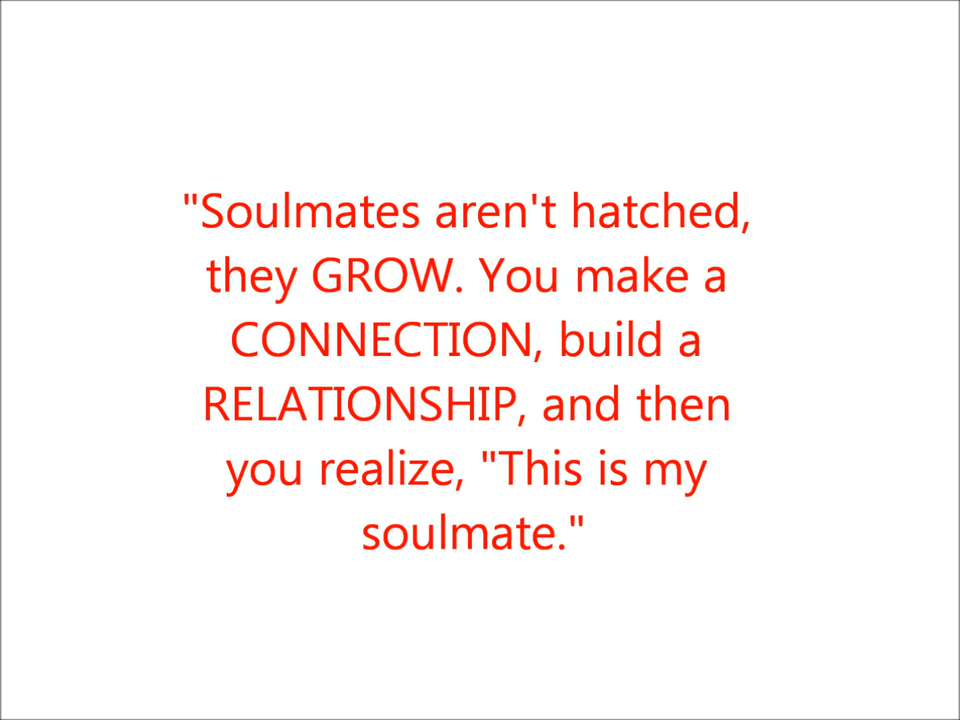 "Soulmates aren't hatched,
they GROW. You make a
CONNECTION, build a
RELATIONSHIP, and then
you realize, "This is my
soulmate."